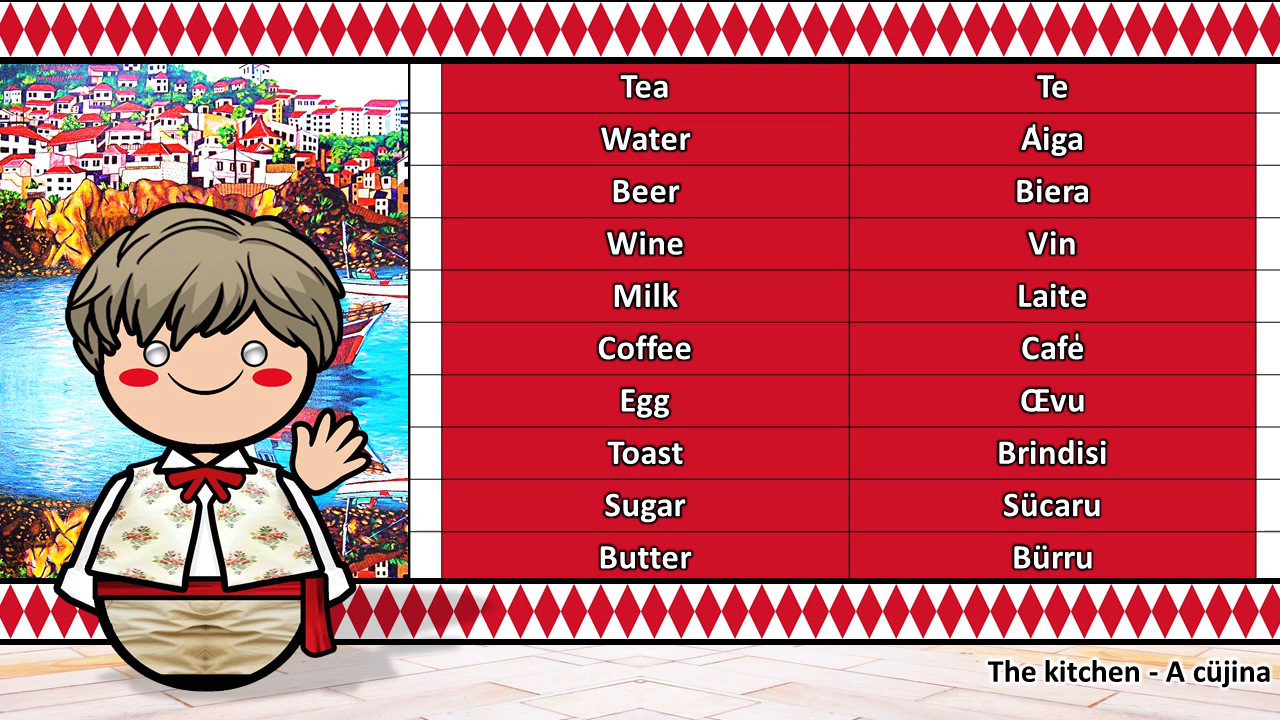 Tea Te
Water Áiga
Beer Biera
Wine Vin
Milk Laite
Coffee Cafė
Egg Œvu
Toast Brindisi
Sugar Sücaru
Butter Bürru
The kitchen - A cüjina